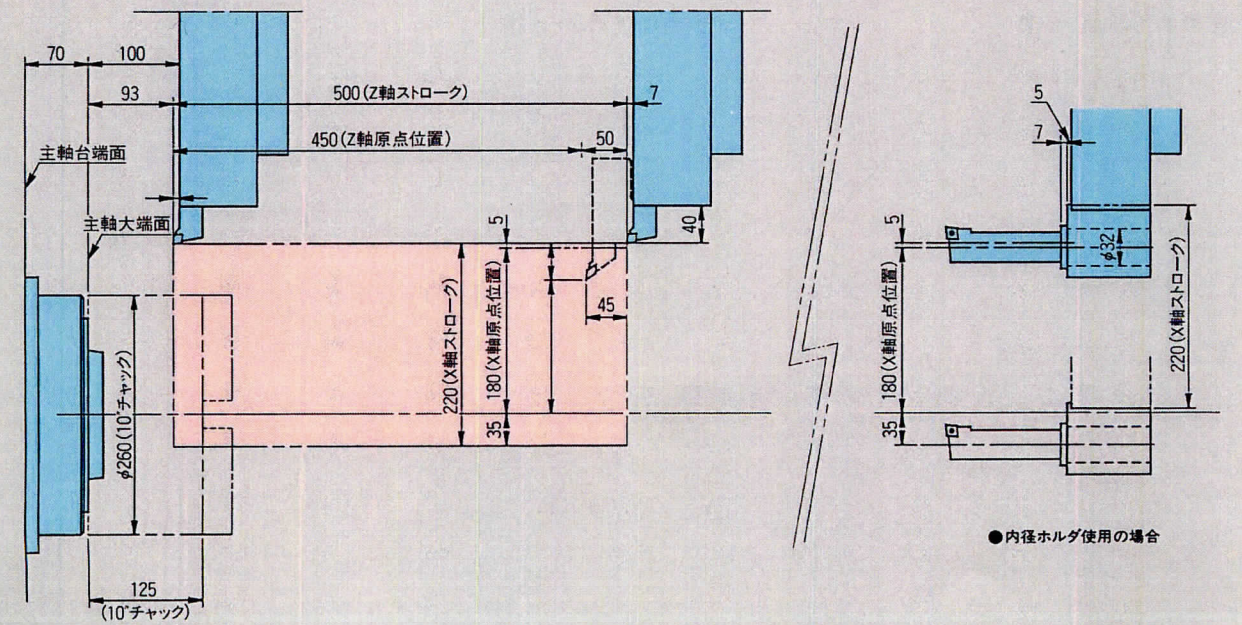 70
100
93
500(Z軸ストローク)
7
450(Z軸原点位置)
50
主軸台端面
主軸大端面
5
40
220(X軸ストローク)
180(X軸原点位置)
45
35
φ260(10"チャック)
125
(10"チャック)
5
7
5
φ32
180(X軸原点位置)
220(X軸ストローク)
35
●内径ホルダ使用の場合